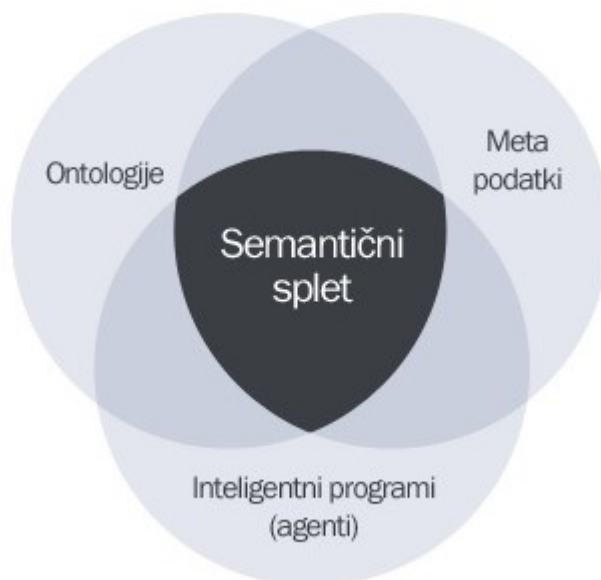 Ontologije
Meta
podatki
Semantični
splet
Inteligentni programi
(agenti)